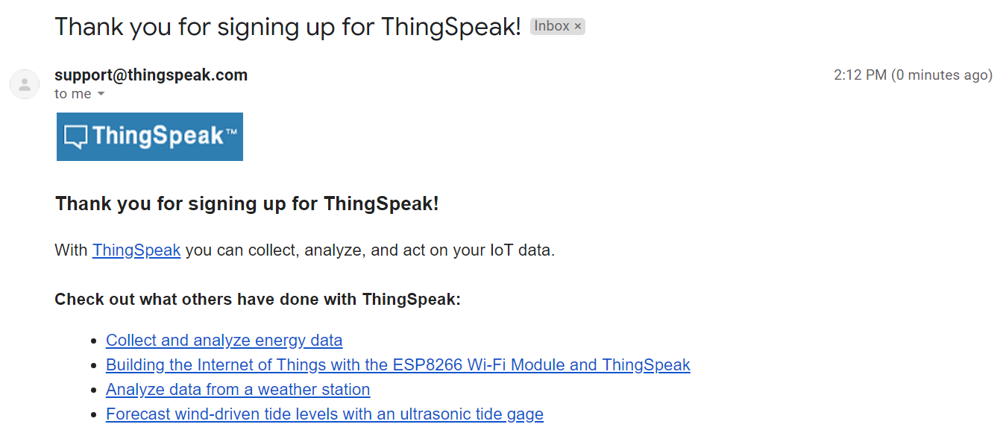 Thank you for signing up for ThingSpeak! Inbox ×
support@thingspeak.com 2:12 PM (0 minutes ago)
to me
ThingSpeak™
Thank you for signing up for ThingSpeak!
With ThingSpeak you can collect, analyze, and act on your IoT data.
Check out what others have done with ThingSpeak:
• Collect and analyze energy data
• Building the Internet of Things with the ESP8266 Wi-Fi Module and ThingSpeak
• Analyze data from a weather station
• Forecast wind-driven tide levels with an ultrasonic tide gage